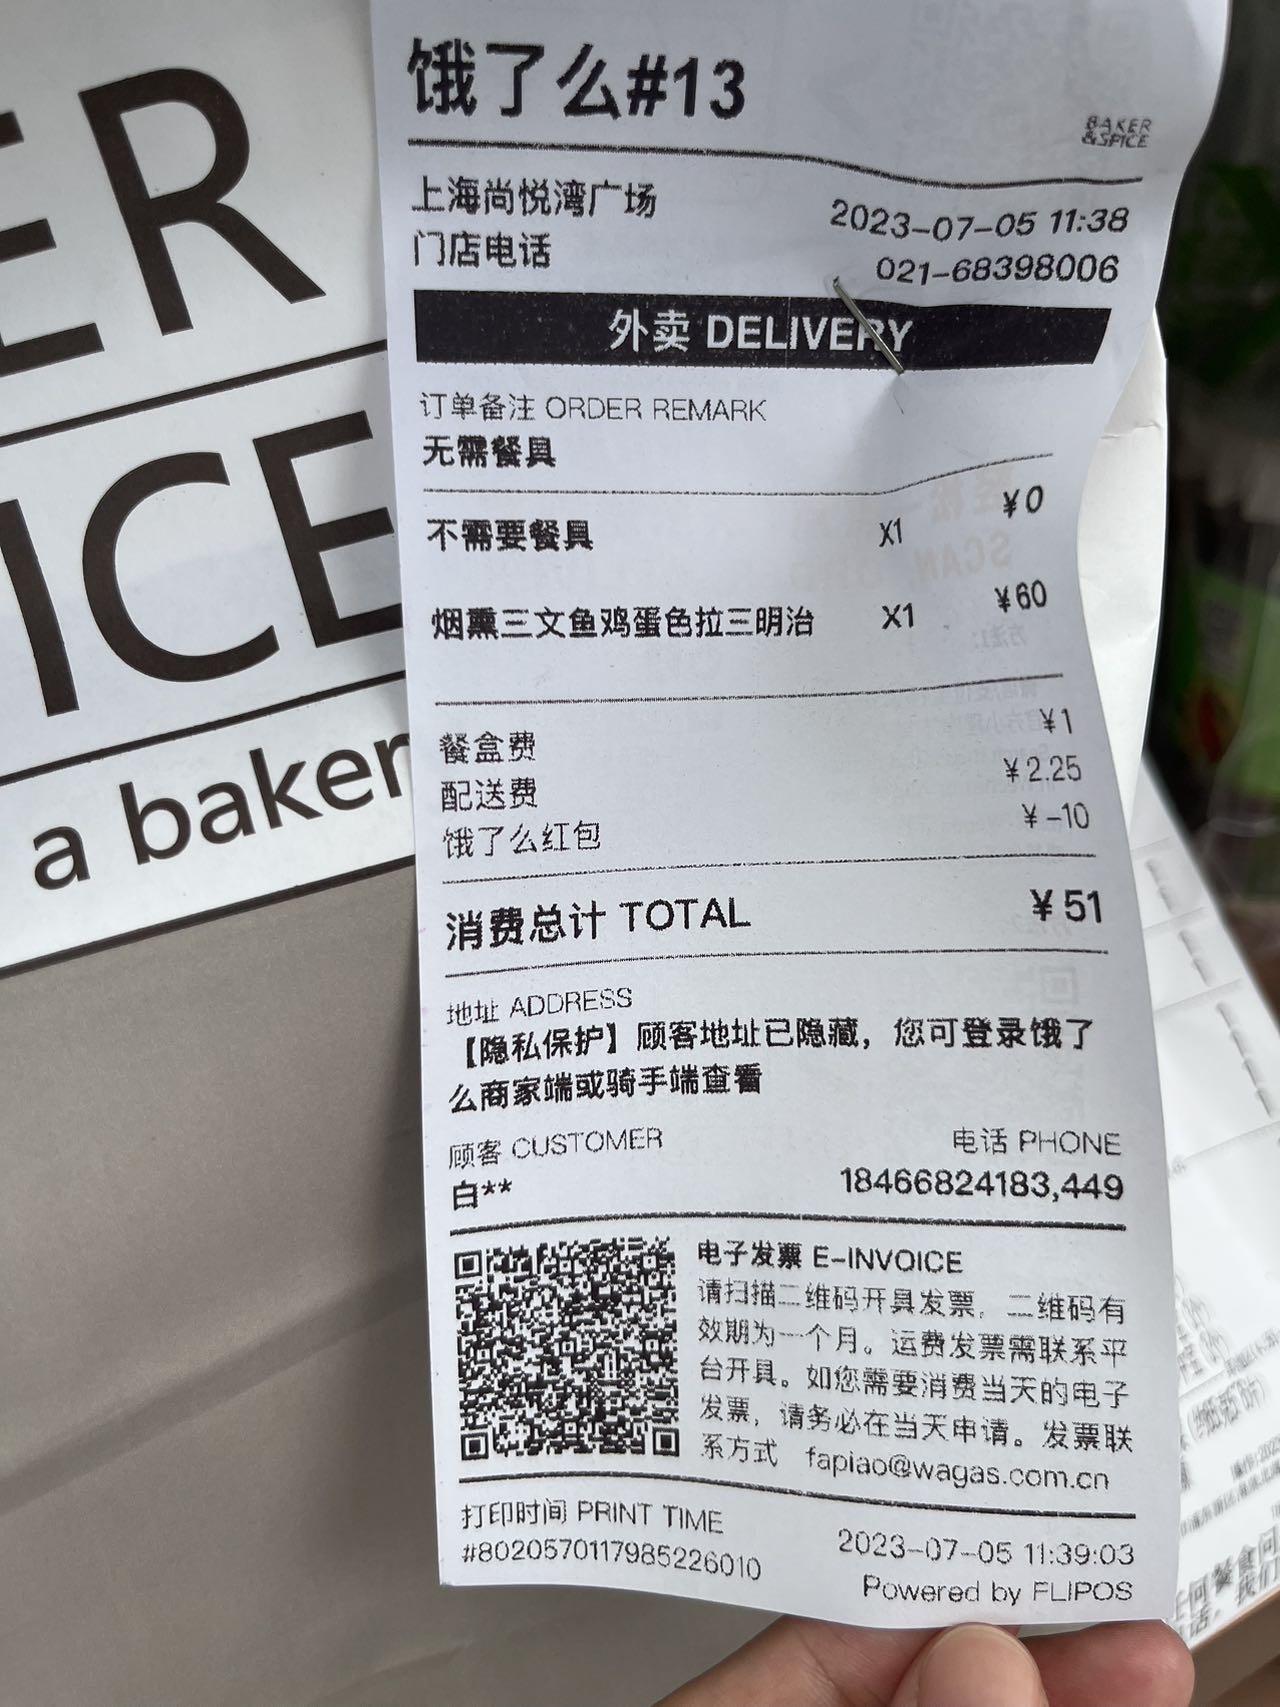 ER
ICE
a baker
饿了么#13
BAKER
&SPICE
上海尚悦湾广场 2023-07-05 11:38
门店电话 021-68398006
外卖 DELIVERY
订单备注 ORDER REMARK
无需餐具
不需要餐具 X1 ¥0
烟熏三文鱼鸡蛋色拉三明治 X1 ¥60
餐盒费 ¥1
配送费 ¥2.25
饿了么红包 ¥-10
消费总计 TOTAL ¥51
地址 ADDRESS
【隐私保护】顾客地址已隐藏，您可登录饿了
么商家端或骑手端查看
顾客 CUSTOMER 电话 PHONE
白** 18466824183,449
电子发票 E-INVOICE
请扫描二维码开具发票，二维码有
效期为一个月。运费发票需联系平
台开具。如您需要消费当天的电子
发票，请务必在当天申请。发票联
系方式 fapiao@wagas.com.cn
打印时间 PRINT TIME 2023-07-05 11:39:03
#8020570117985226010 Powered by FLIPOS